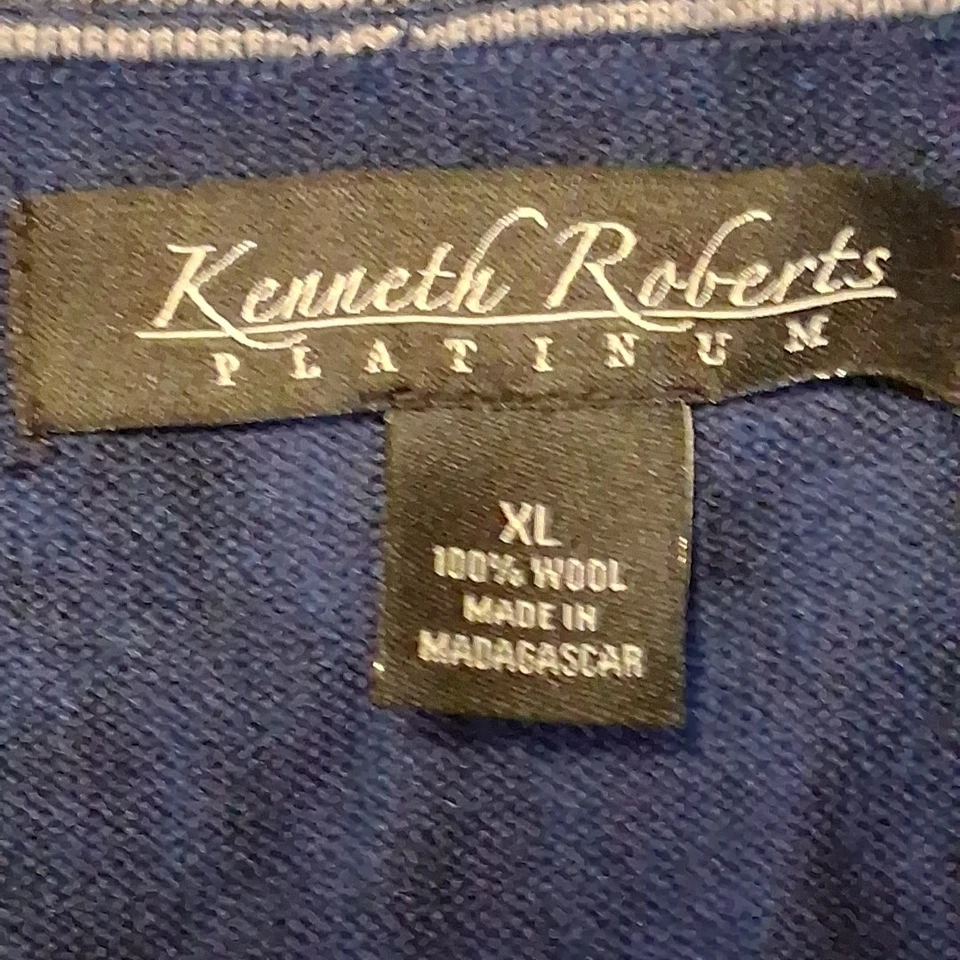 Kenneth Roberts
PLATINUM
XL
100% WOOL
MADE IN
MADAGASCAR